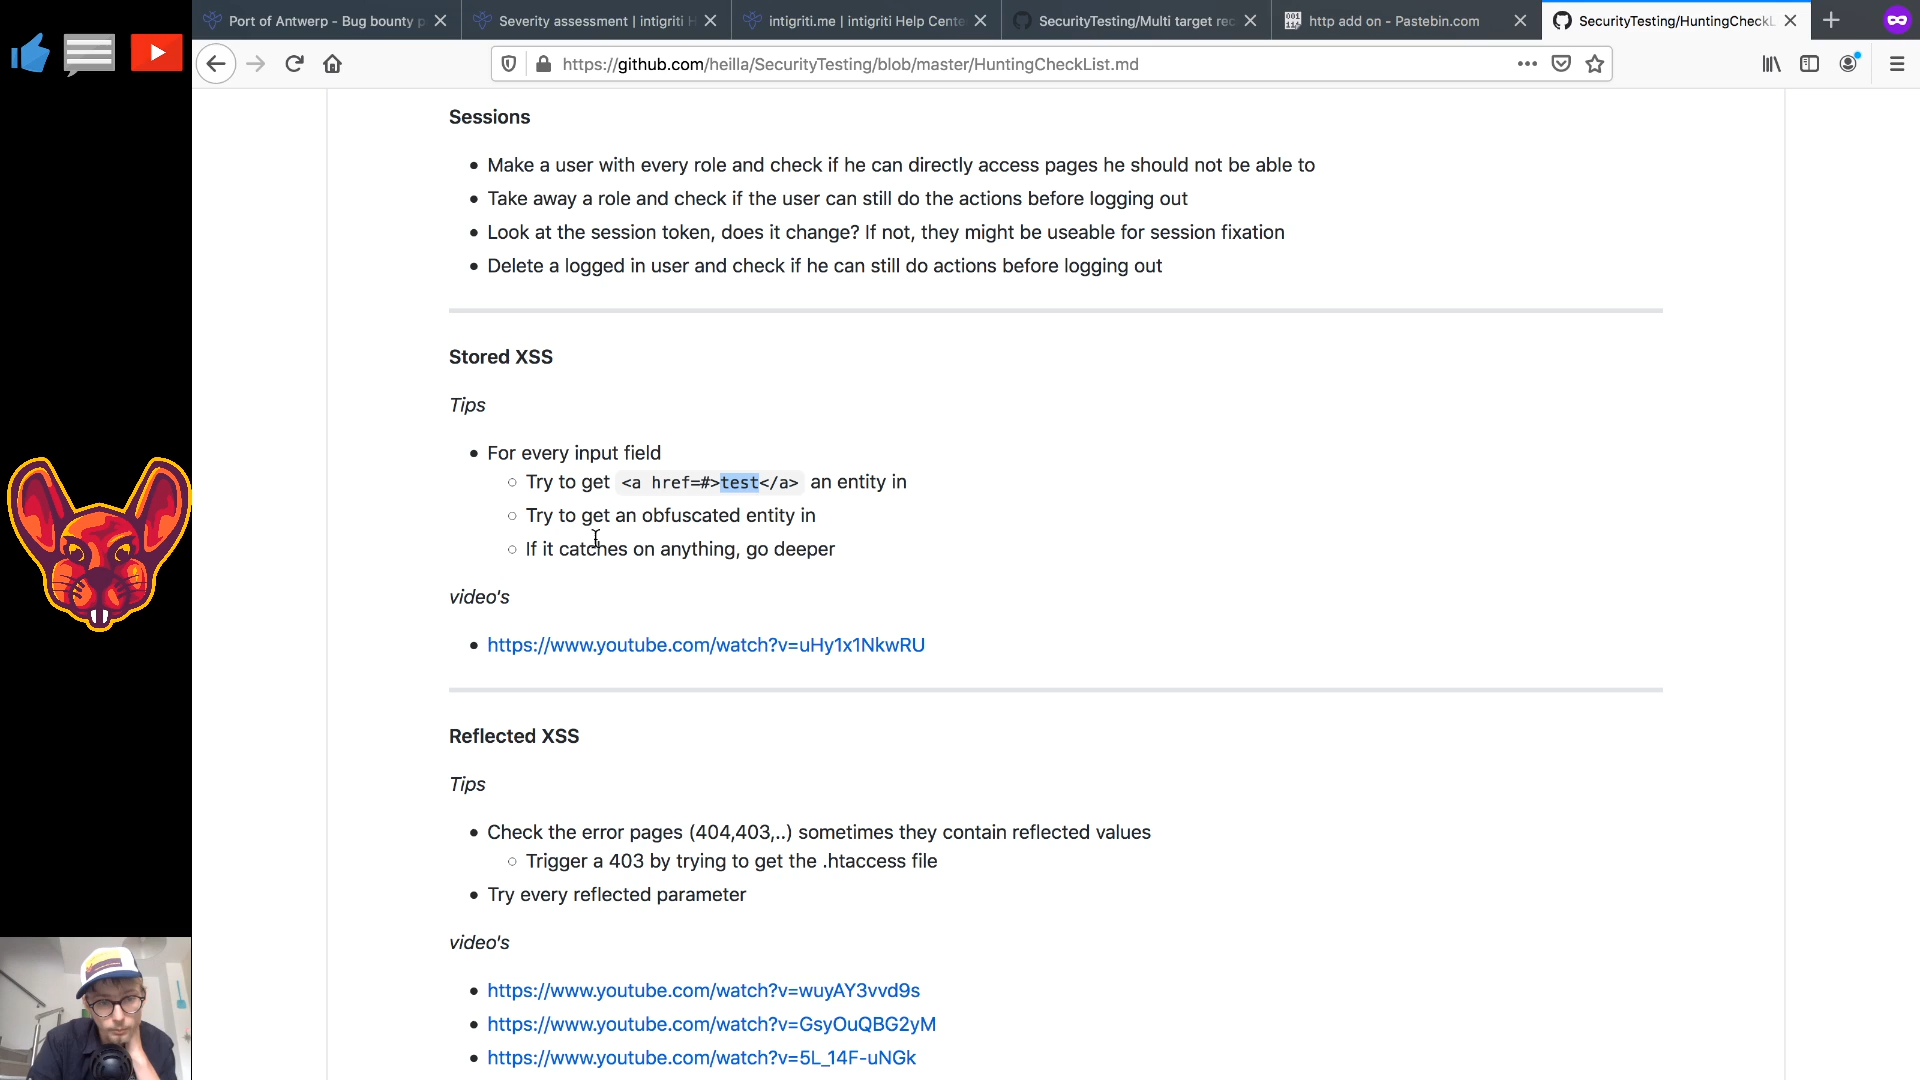 Port of Antwerp - Bug bounty p
Severity assessment | intigriti H
intigriti.me | intigriti Help Cente
SecurityTesting/Multi target rec
http add on - Pastebin.com
SecurityTesting/HuntingCheckL
https://github.com/heilla/SecurityTesting/blob/master/HuntingCheckList.md
Sessions
Make a user with every role and check if he can directly access pages he should not be able to
Take away a role and check if the user can still do the actions before logging out
Look at the session token, does it change? If not, they might be useable for session fixation
Delete a logged in user and check if he can still do actions before logging out
Stored XSS
Tips
For every input field
Try to get <a href=#>test</a> an entity in
Try to get an obfuscated entity in
If it catches on anything, go deeper
video's
https://www.youtube.com/watch?v=uHy1x1NkwRU
Reflected XSS
Tips
Check the error pages (404,403,..) sometimes they contain reflected values
Trigger a 403 by trying to get the .htaccess file
Try every reflected parameter
video's
https://www.youtube.com/watch?v=wuyAY3vvd9s
https://www.youtube.com/watch?v=GsyOuQBG2yM
https://www.youtube.com/watch?v=5L_14F-uNGk